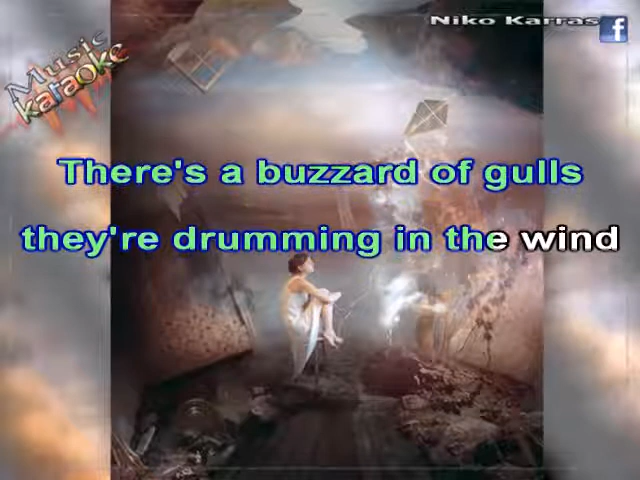 Niko Karras
Music
karaoke
There's a buzzard of gulls
they're drumming in the wind